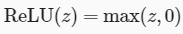 ReLU(z) = max(z, 0)